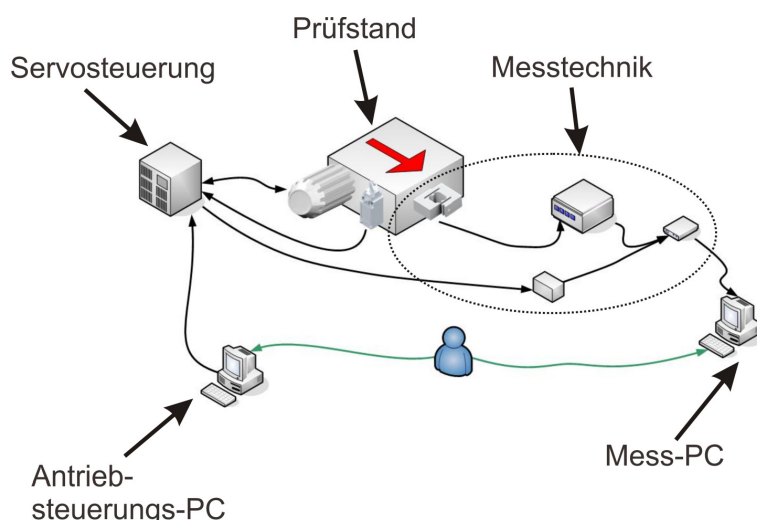 Prüfstand
Servosteuerung
Messtechnik
Mess-PC
Antrieb-
steuerungs-PC